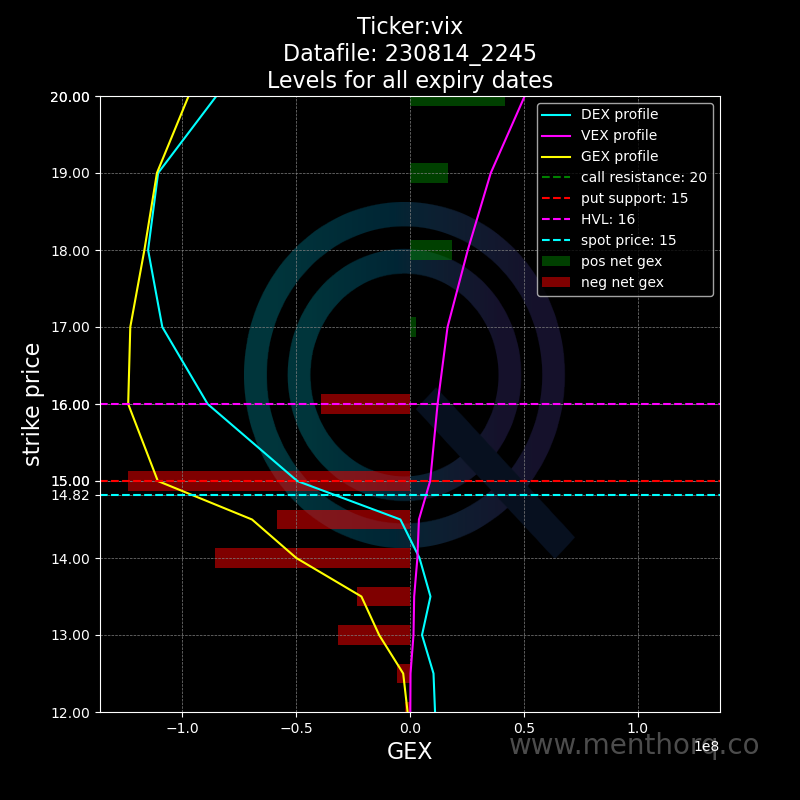 Ticker:vix
Datafile: 230814_2245
Levels for all expiry dates
20.00
19.00
18.00
17.00
16.00
15.00
14.82
14.00
13.00
12.00
strike price
DEX profile
VEX profile
GEX profile
call resistance: 20
put support: 15
HVL: 16
spot price: 15
pos net gex
neg net gex
−1.0 −0.5 0.0 0.5 1.0
1e8
GEX
www.menthorq.co